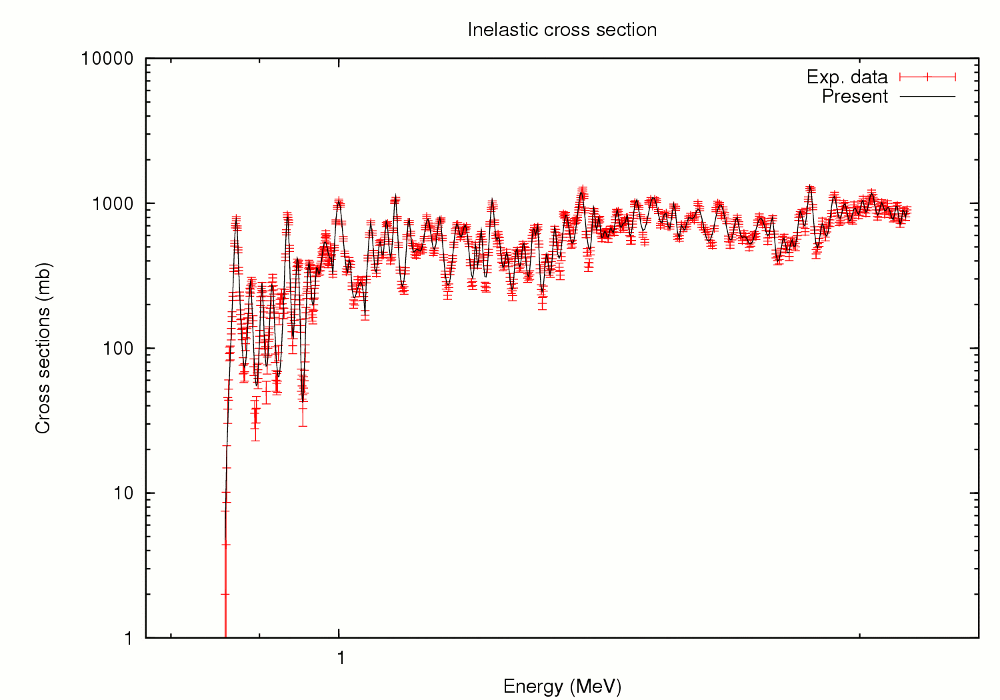 Inelastic cross section
10000
1000
100
10
1
Cross sections (mb)
Exp. data
Present
1
Energy (MeV)